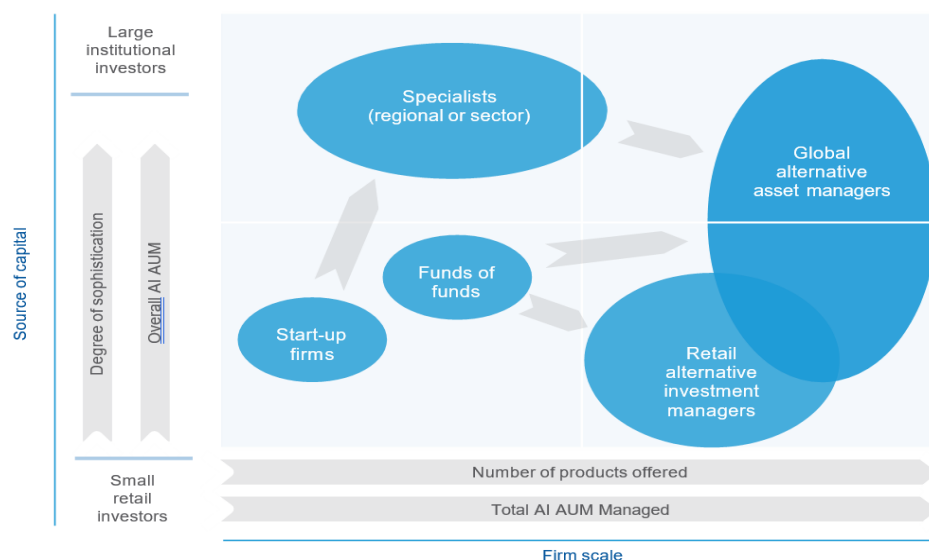 Large
institutional
investors
Source of capital
Degree of sophistication
Overall AI AUM
Small
retail
investors
Specialists
(regional or sector)
Global
alternative
asset managers
Funds of
funds
Start-up
firms
Retail
alternative
investment
managers
Number of products offered
Total AI AUM Managed
Firm scale